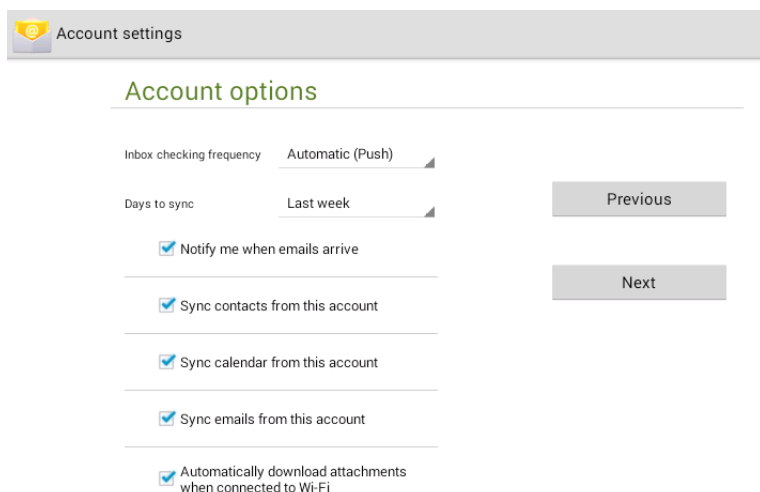 Account settings
Account options
Inbox checking frequency Automatic (Push)
Days to sync Last week
Previous
Notify me when emails arrive
Next
Sync contacts from this account
Sync calendar from this account
Sync emails from this account
Automatically download attachments
when connected to Wi-Fi